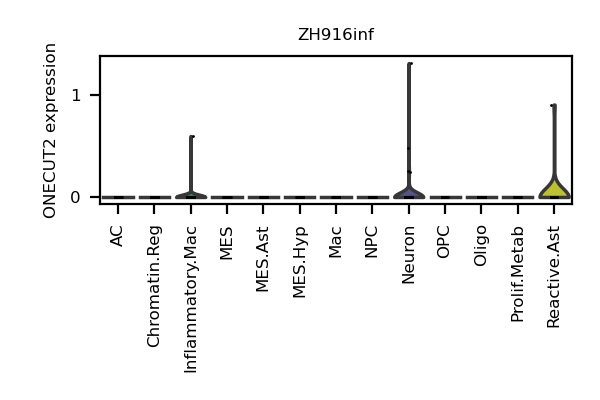 ZH916inf
ONECUT2 expression
1
0
AC
Chromatin.Reg
Inflammatory.Mac
MES
MES.Ast
MES.Hyp
Mac
NPC
Neuron
OPC
Oligo
Prolif.Metab
Reactive.Ast